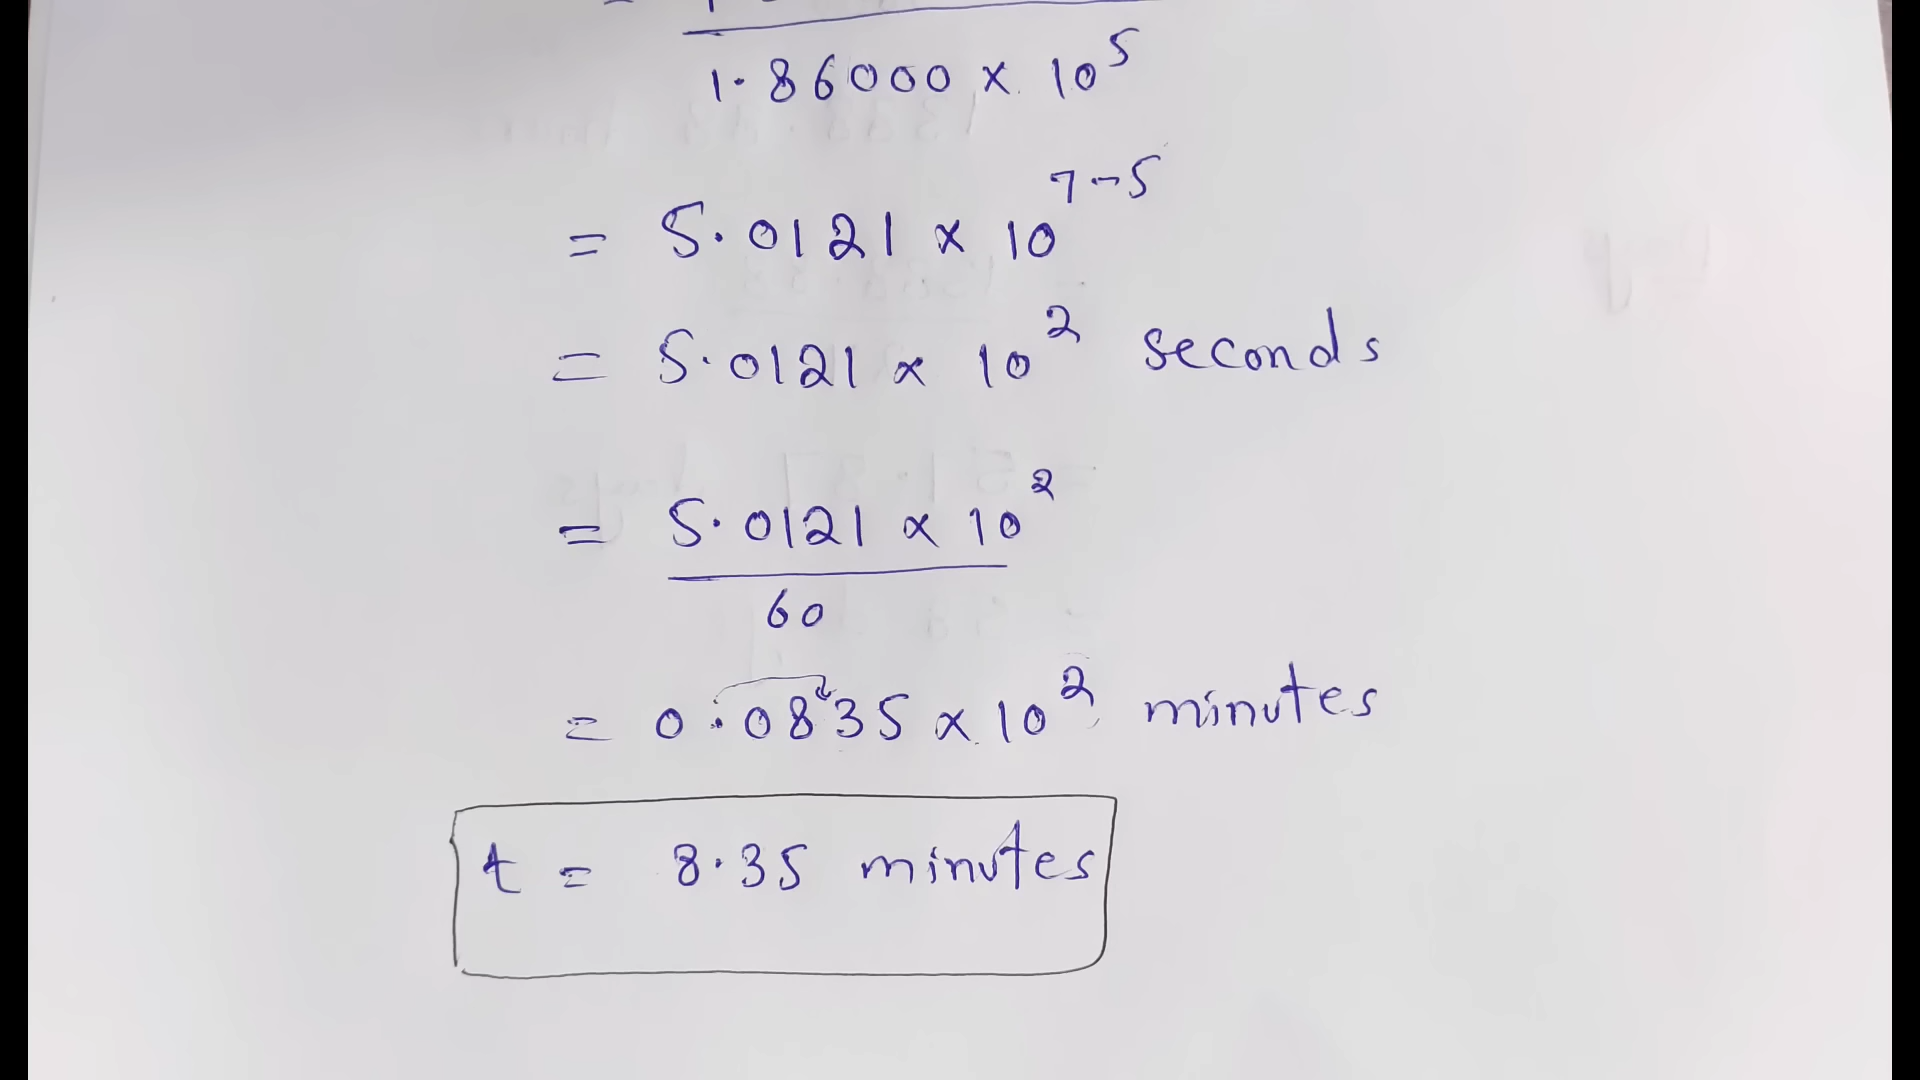 1.86000 x 10^5
= 5.0121 x 10^7-5
= 5.0121 x 10^2 seconds
= 5.0121 x 10^2
60
= 0.0835 x 10^2 minutes
t = 8.35 minutes